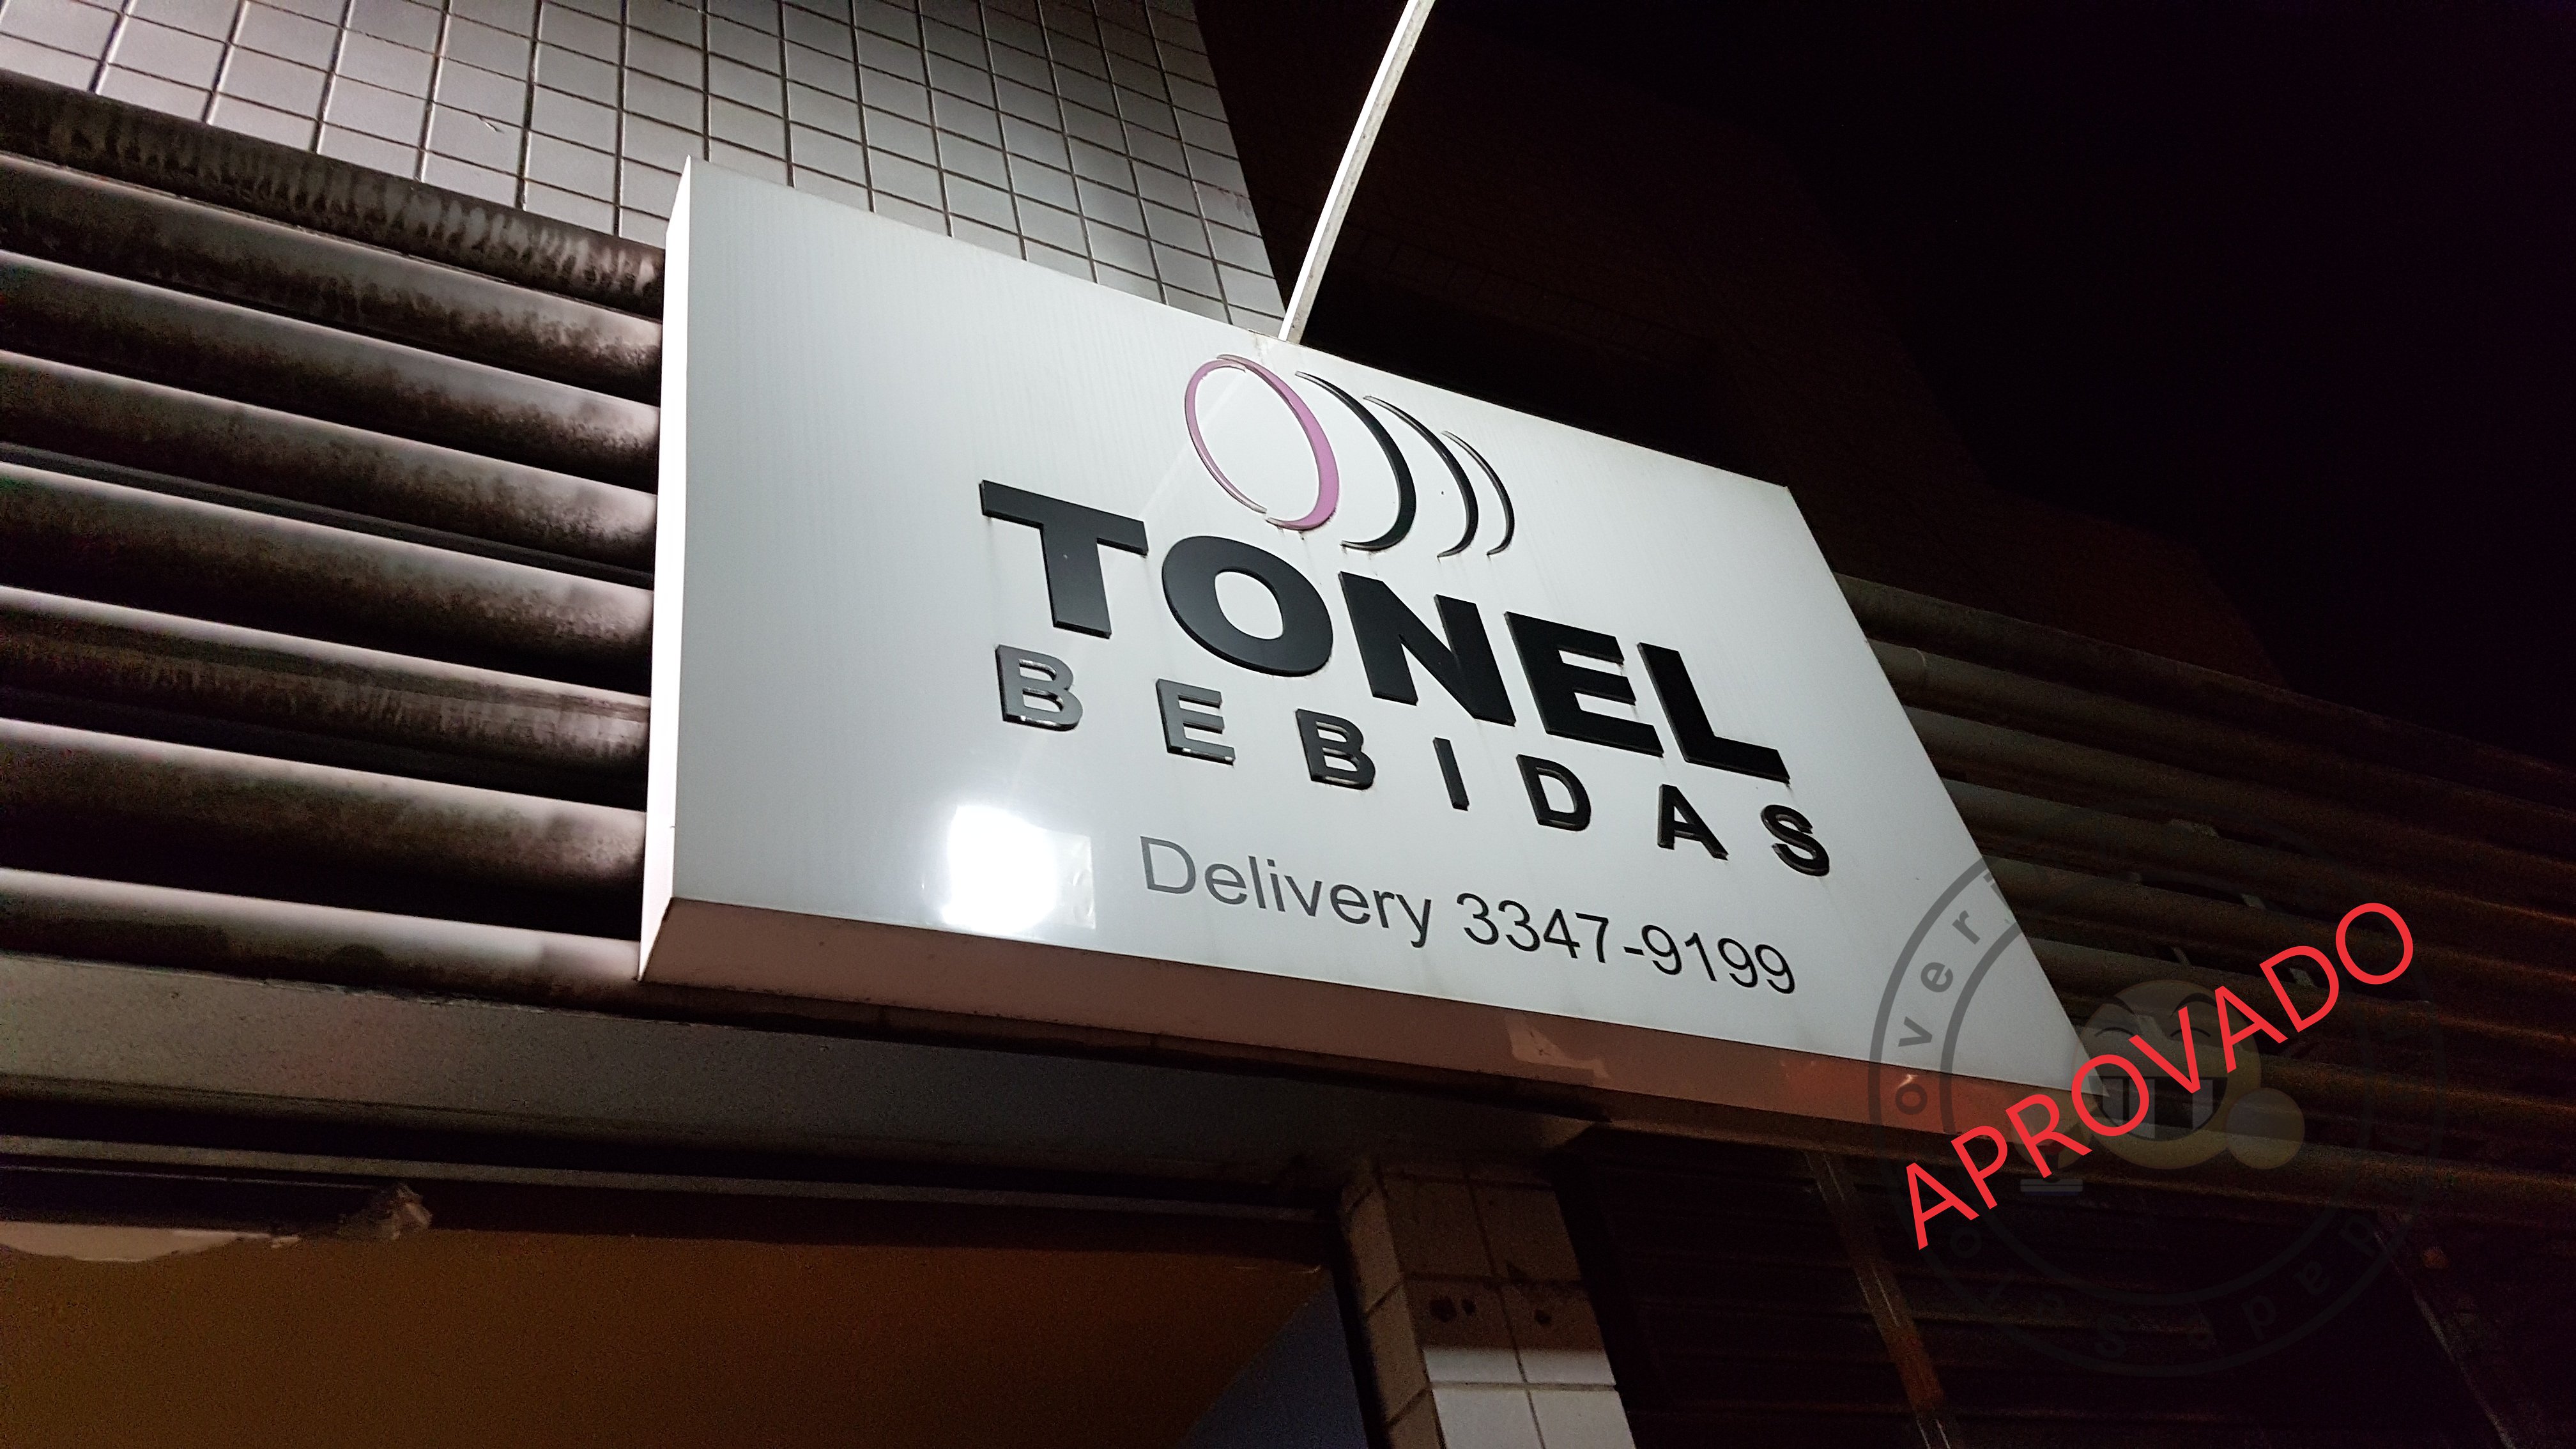 TONEL
BEBIDAS
Delivery 3347-9199
APROVADO